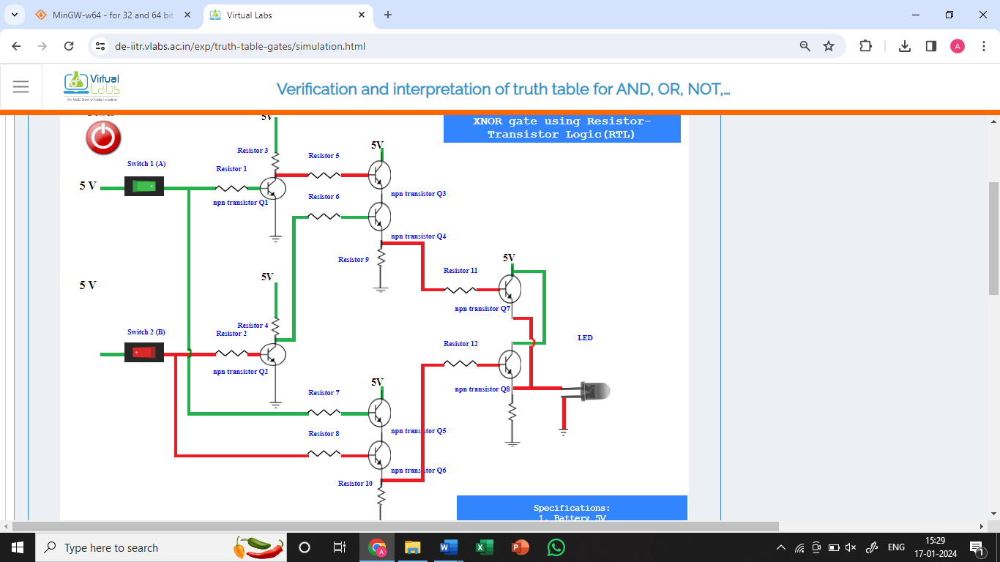 MinGW-w64 - for 32 and 64 bit
Virtual Labs
de-iitr.vlabs.ac.in/exp/truth-table-gates/simulation.html
A
Virtual
Labs
An MoE Govt of India Initiative
Verification and interpretation of truth table for AND, OR, NOT,...
XNOR gate using Resistor-
Transistor Logic(RTL)
5V
Resistor 3
Resistor 5
5V
Switch 1 (A)
Resistor 1
5 V
npn transistor Q1
Resistor 6
npn transistor Q3
npn transistor Q4
Resistor 9
5V
Resistor 11
5V
5 V
npn transistor Q7
Switch 2 (B)
Resistor 4
Resistor 2
Resistor 12
LED
npn transistor Q2
5V
npn transistor Q8
Resistor 7
npn transistor Q5
Resistor 8
npn transistor Q6
Resistor 10
Specifications:
1. Battery 5V
Type here to search
A
ENG
15:29
17-01-2024
1